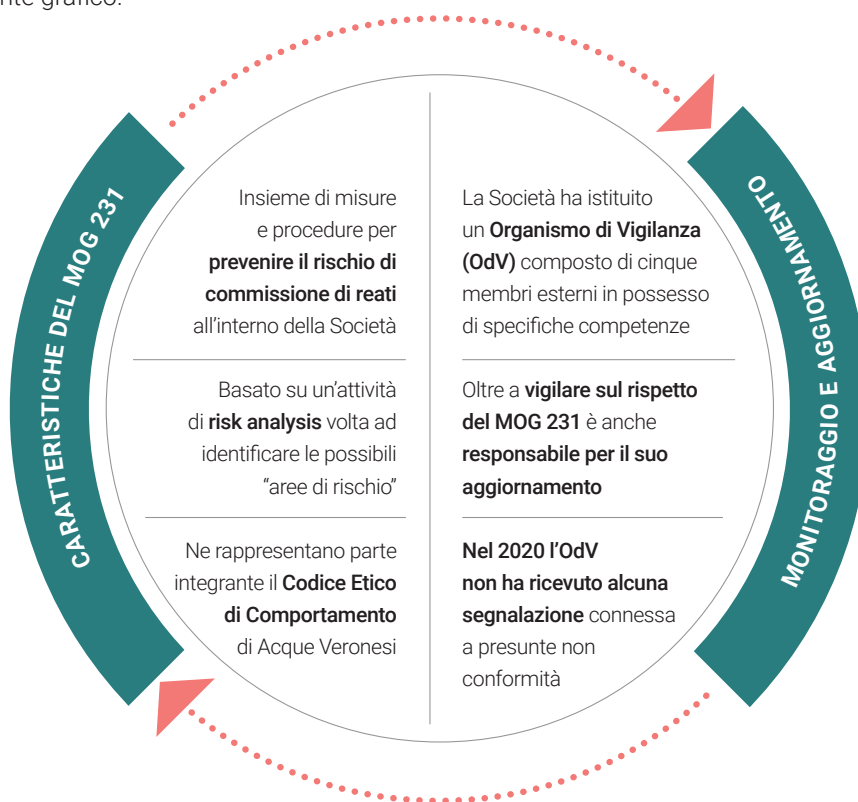 nte grafico.
CARATTERISTICHE DEL MOG 231
Insieme di misure
e procedure per
prevenire il rischio di
commissione di reati
all’interno della Società
Basato su un’attività
di risk analysis volta ad
identificare le possibili
“aree di rischio”
Ne rappresentano parte
integrante il Codice Etico
di Comportamento
di Acque Veronesi
MONITORAGGIO E AGGIORNAMENTO
La Società ha istituito
un Organismo di Vigilanza
(OdV) composto di cinque
membri esterni in possesso
di specifiche competenze
Oltre a vigilare sul rispetto
del MOG 231 è anche
responsabile per il suo
aggiornamento
Nel 2020 l’OdV
non ha ricevuto alcuna
segnalazione connessa
a presunte non
conformità